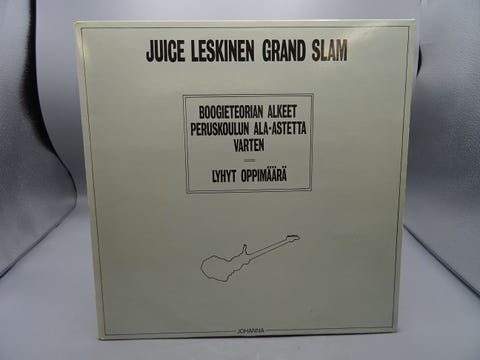 JUICE LESKINEN GRAND SLAM
BOOGIETEORIAN ALKEET
PERUSKOULUN ALA-ASTETTA
VARTEN
—
LYHYT OPPIMÄÄRÄ
JOHANNA